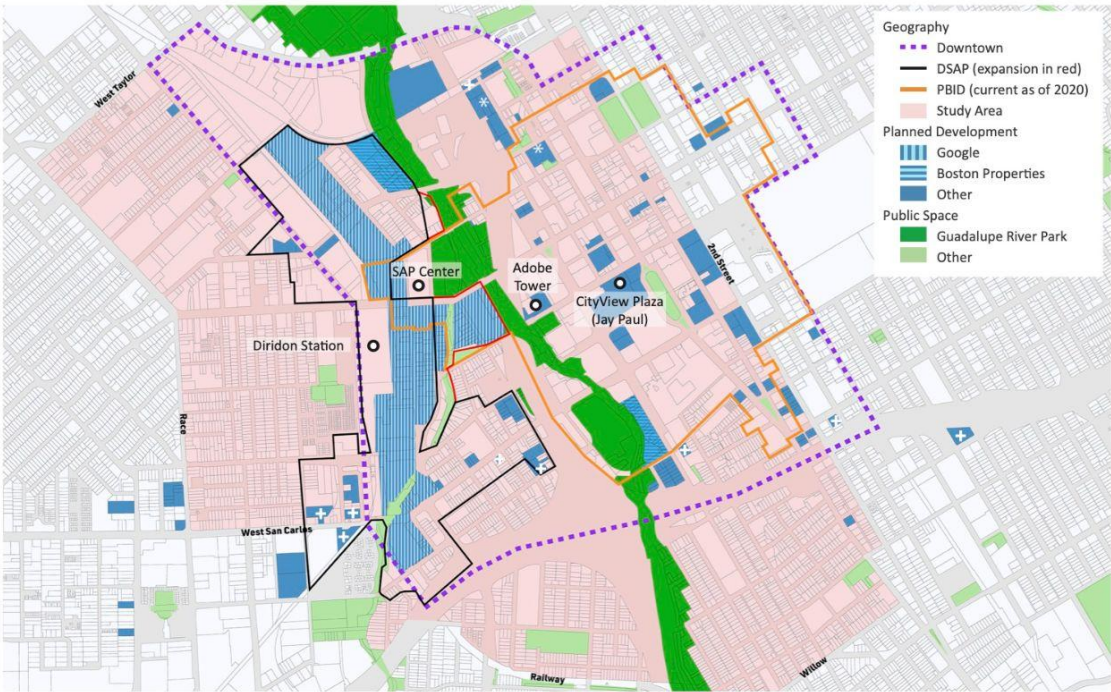 Geography
Downtown
DSAP (expansion in red)
PBID (current as of 2020)
Study Area
Planned Development
Google
Boston Properties
Other
Public Space
Guadalupe River Park
Other
West Taylor
2nd Street
SAP Center
Adobe
Tower
CityView Plaza
(Jay Paul)
Diridon Station
Race
West San Carlos
Railway
Willow